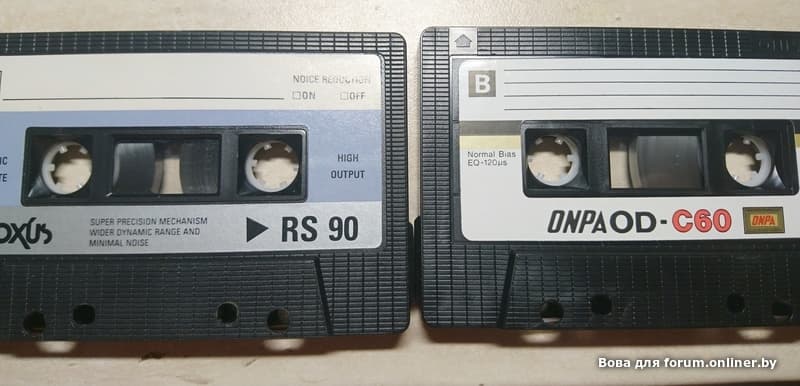 NOICE REDUCTION
☐ON ☐OFF
HIGH
OUTPUT
SUPER PRECISION MECHANISM
WIDER DYNAMIC RANGE AND
MINIMAL NOISE
▶ RS 90
B
Normal Bias
EQ-120μs
ONPA OD-C60
ONPA
Вова для forum.onliner.by